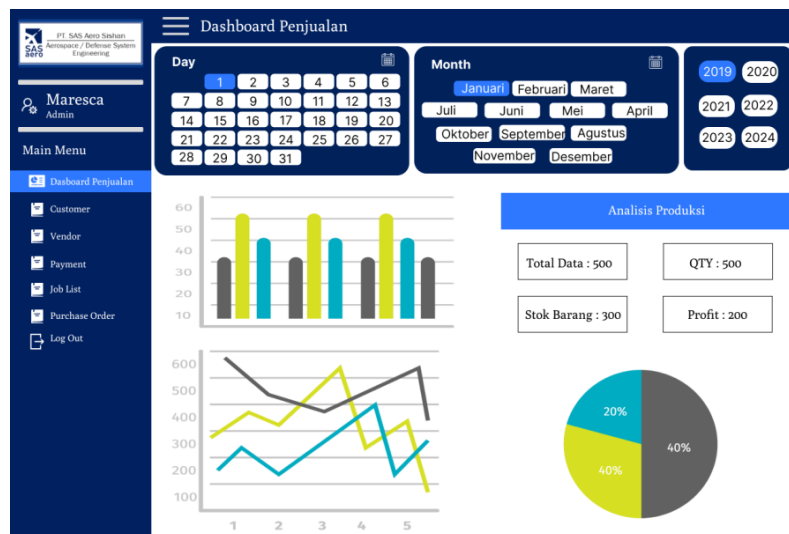 PT. SAS Aero Sishan
Aerospace / Defense System
Engineering
SAS
aero
Maresca
Admin
Main Menu
Dasboard Penjualan
Customer
Vendor
Payment
Job List
Purchase Order
Log Out
Dashboard Penjualan
Day
1 2 3 4 5 6
7 8 9 10 11 12 13
14 15 16 17 18 19 20
21 22 23 24 25 26 27
28 29 30 31
Month
Januari Februari Maret
Juli Juni Mei April
Oktober September Agustus
November Desember
2019 2020
2021 2022
2023 2024
60
50
40
30
20
10
600
500
400
300
200
100
1 2 3 4 5
Analisis Produksi
Total Data : 500 QTY : 500
Stok Barang : 300 Profit : 200
20%
40%
40%